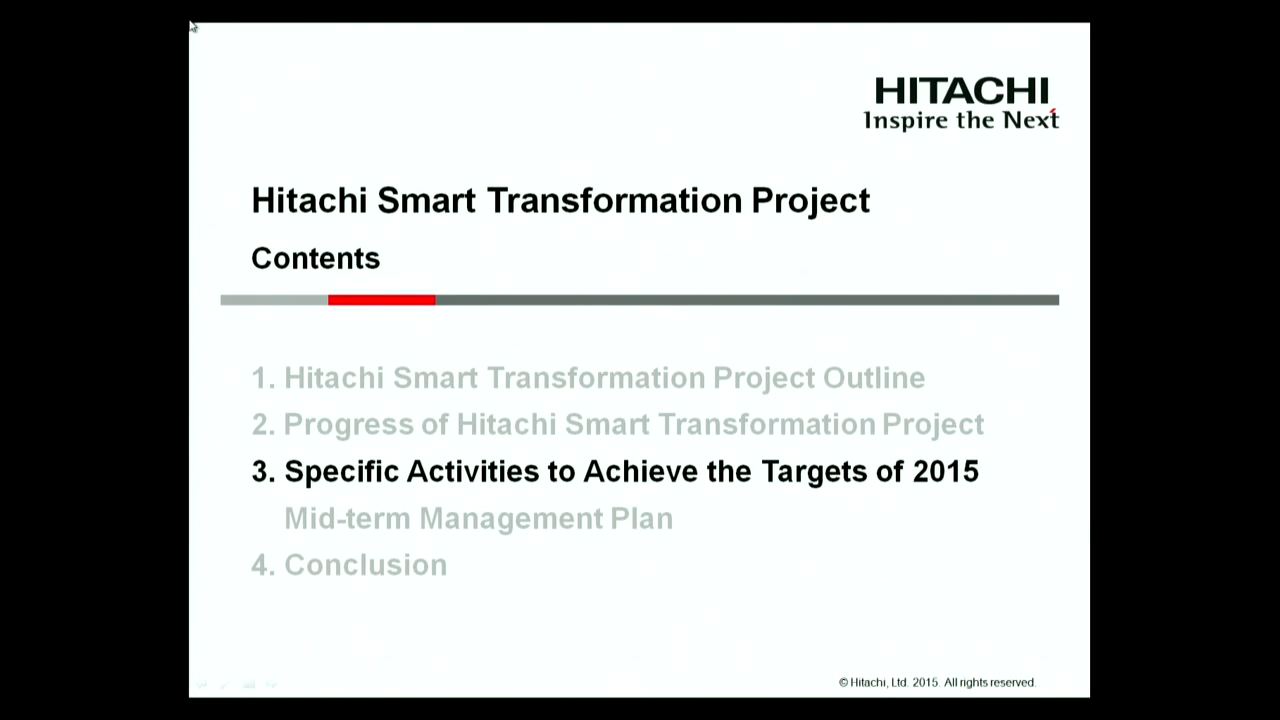 HITACHI
Inspire the Next
Hitachi Smart Transformation Project
Contents
1. Hitachi Smart Transformation Project Outline
2. Progress of Hitachi Smart Transformation Project
3. Specific Activities to Achieve the Targets of 2015
Mid-term Management Plan
4. Conclusion
© Hitachi, Ltd. 2015. All rights reserved.